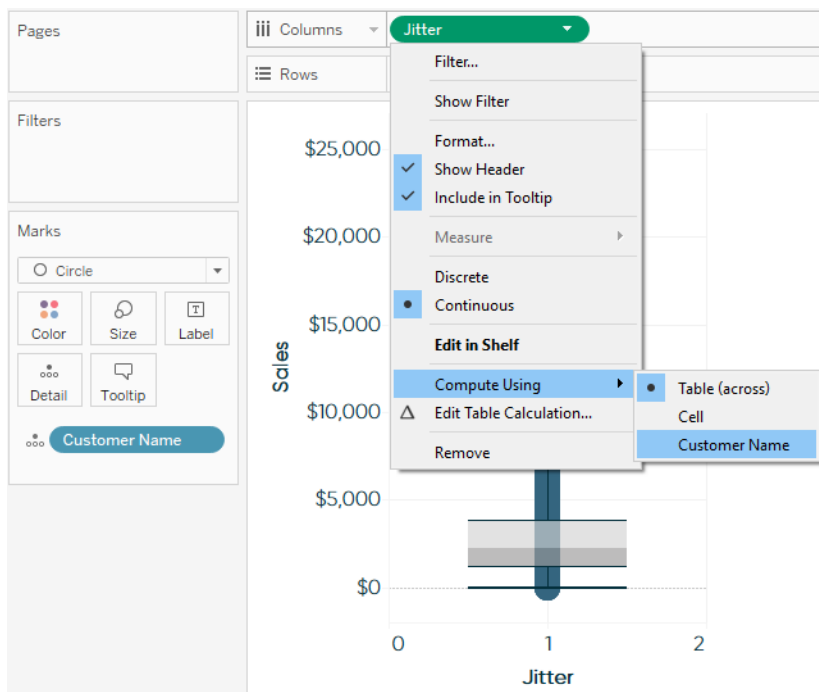 Pages
Columns
Jitter
Rows
Filters
Marks
Circle
Color
Size
Label
Detail
Tooltip
Customer Name
Filter...
Show Filter
Format...
Show Header
Include in Tooltip
Measure
Discrete
Continuous
Edit in Shelf
Compute Using
Edit Table Calculation...
Remove
Table (across)
Cell
Customer Name
Sales
$25,000
$20,000
$15,000
$10,000
$5,000
$0
0
1
2
Jitter